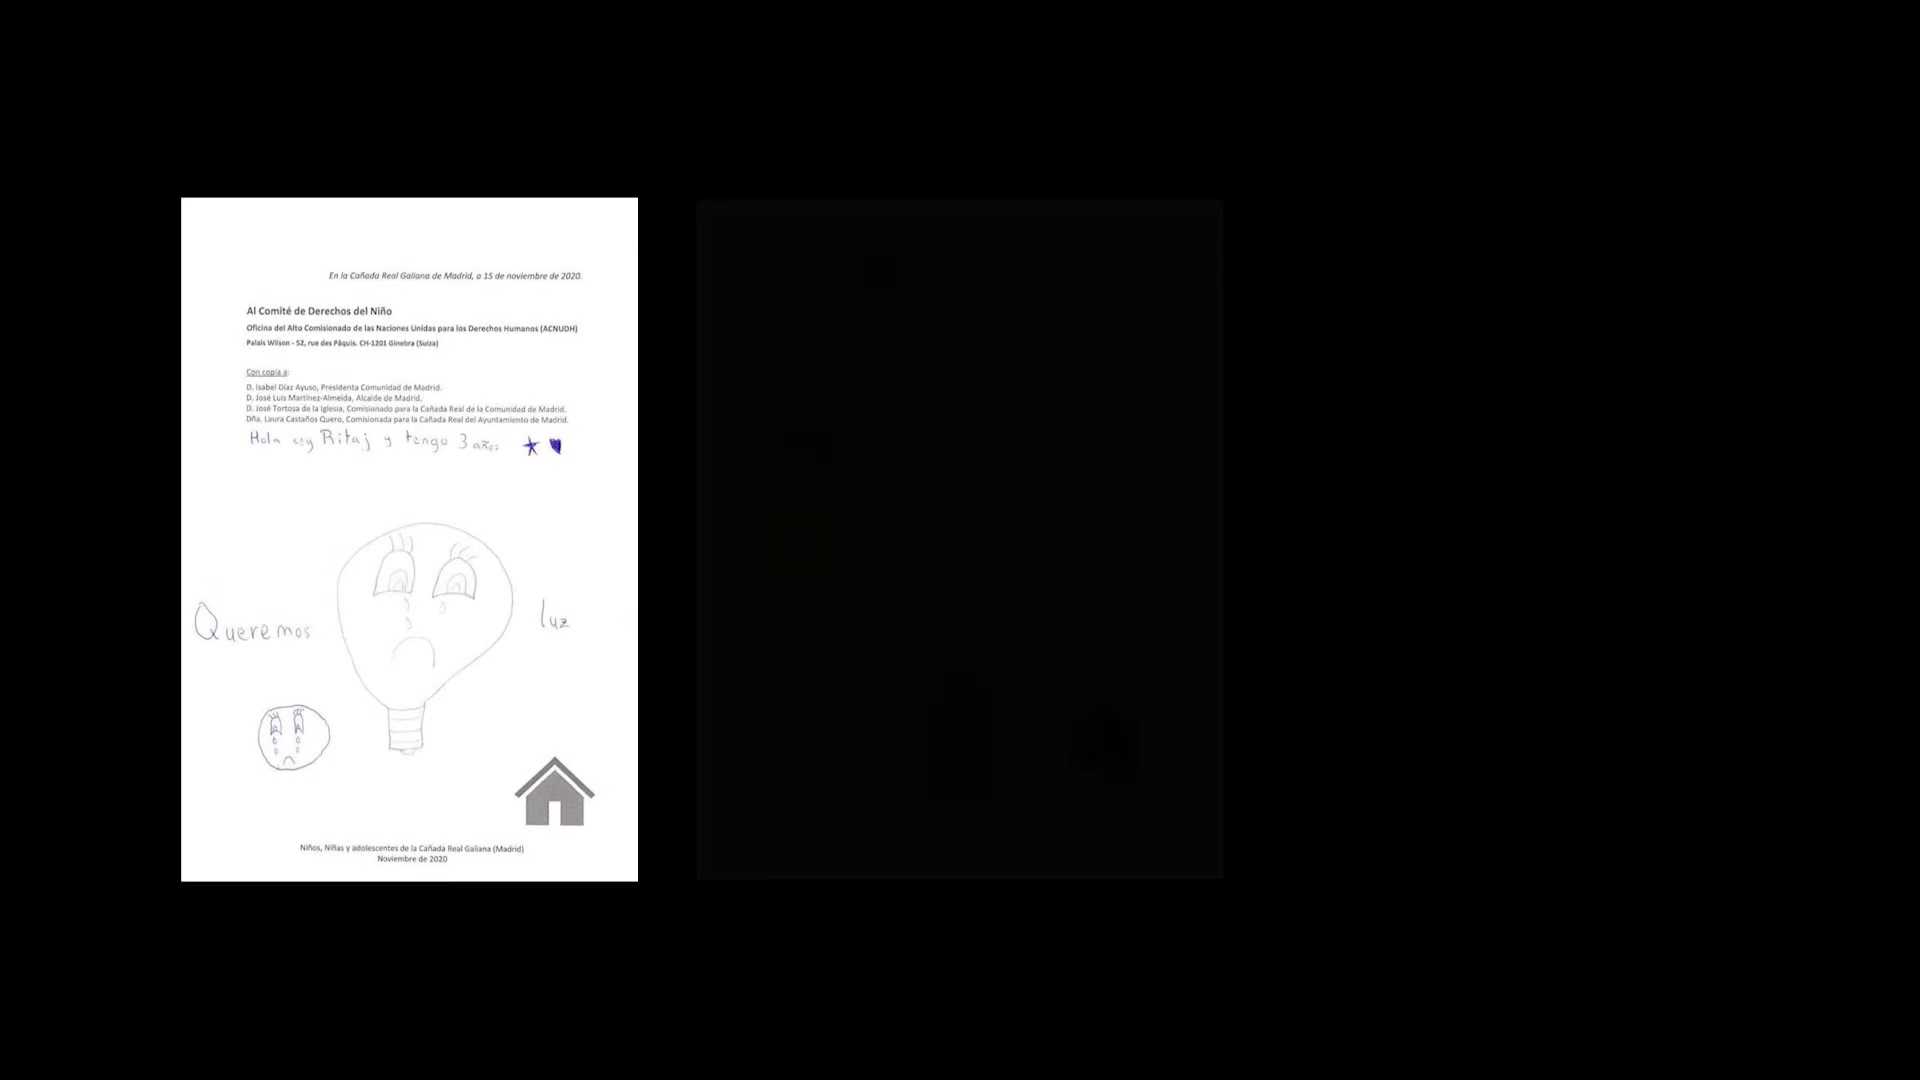 En la Cañada Real Galiana de Madrid, a 15 de noviembre de 2020.
Al Comité de Derechos del Niño
Oficina del Alto Comisionado de las Naciones Unidas para los Derechos Humanos (ACNUDH)
Palais Wilson - 52, rue des Pâquis. CH-1201 Ginebra (Suiza)
Con copia a:
D. Isabel Díaz Ayuso, Presidenta Comunidad de Madrid.
D. José Luis Martínez-Almeida, Alcalde de Madrid.
D. José Tortosa de la Iglesia, Comisionado para la Cañada Real de la Comunidad de Madrid.
Dña. Laura Castaños Quero, Comisionada para la Cañada Real del Ayuntamiento de Madrid.
Hola soy Ritaj y tengo 3 años
Queremos luz
Niños, Niñas y adolescentes de la Cañada Real Galiana (Madrid)
Noviembre de 2020